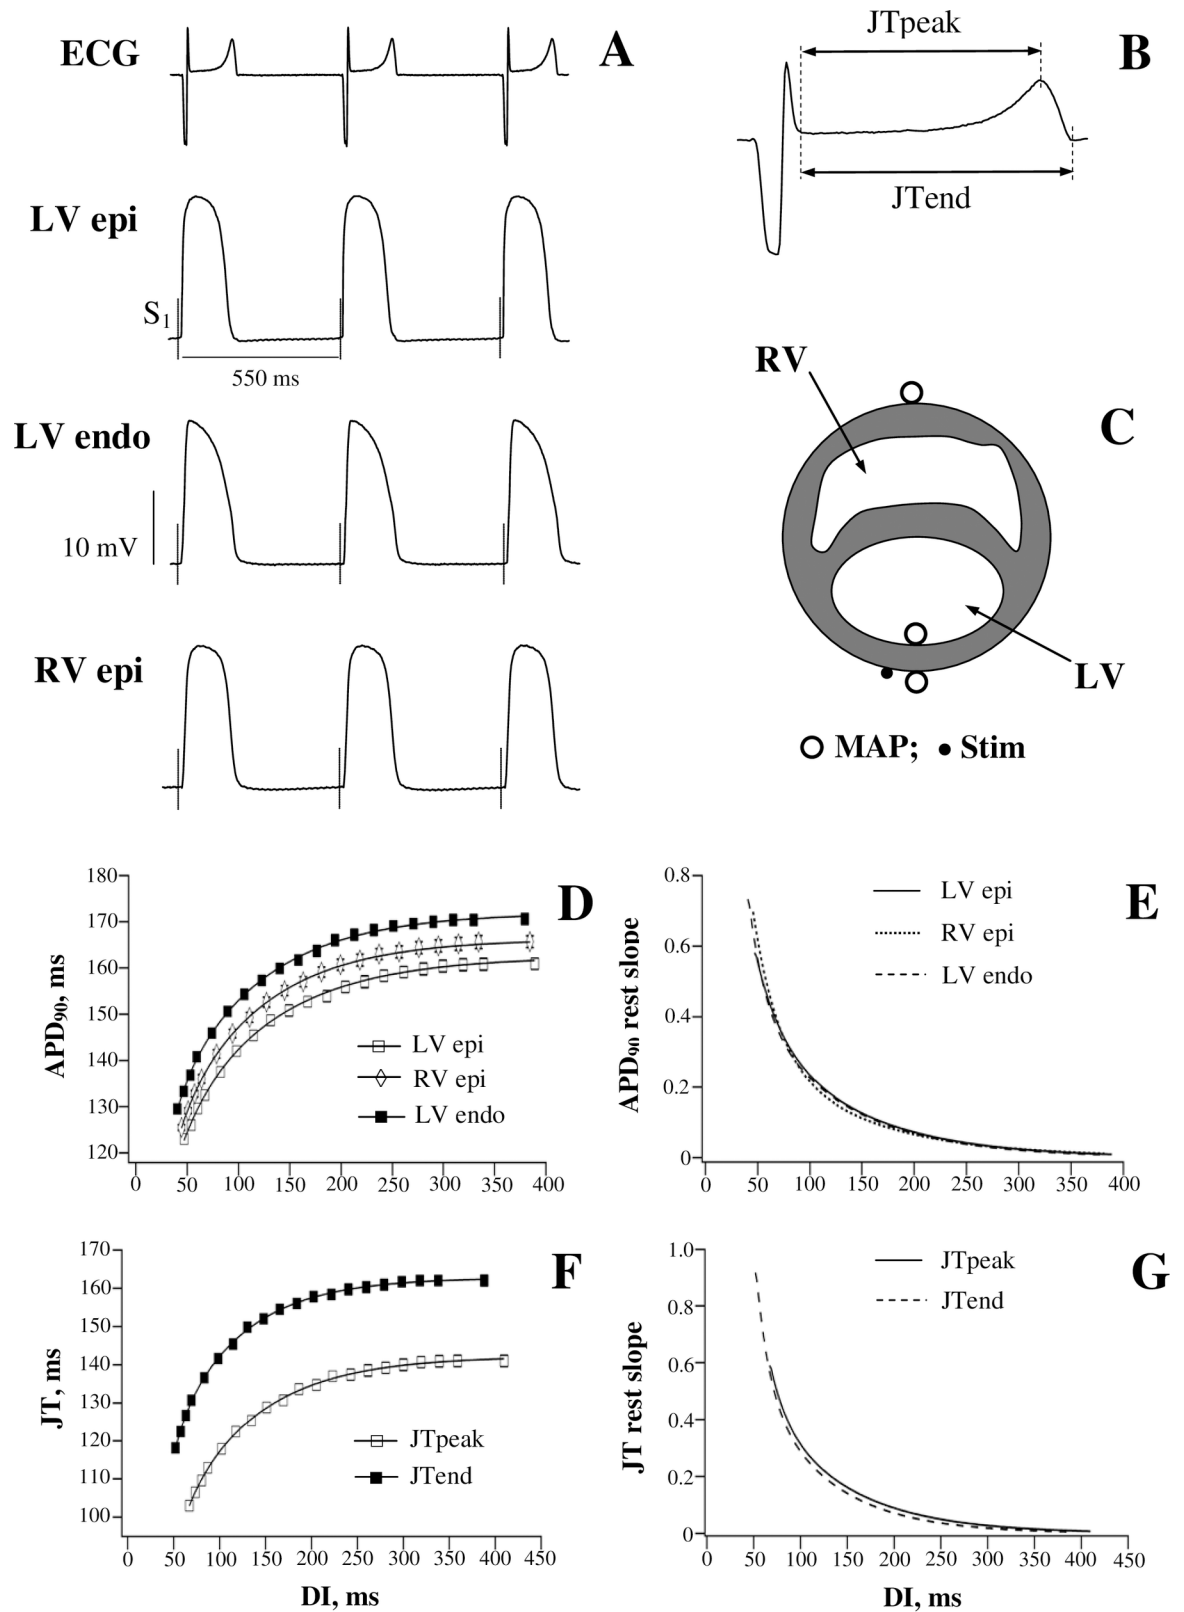 ECG
A
LV epi
S1
550 ms
LV endo
10 mV
RV epi
JTpeak
B
JTend
RV
C
LV
MAP; Stim
D
APD90, ms
180
170
160
150
140
130
120
LV epi
RV epi
LV endo
0 50 100 150 200 250 300 350 400
E
APD90 rest slope
0.8
0.6
0.4
0.2
0
LV epi
RV epi
LV endo
0 50 100 150 200 250 300 350 400
F
JT, ms
170
160
150
140
130
120
110
100
JTpeak
JTend
0 50 100 150 200 250 300 350 400 450
DI, ms
G
JT rest slope
1.0
0.8
0.6
0.4
0.2
0
JTpeak
JTend
0 50 100 150 200 250 300 350 400 450
DI, ms